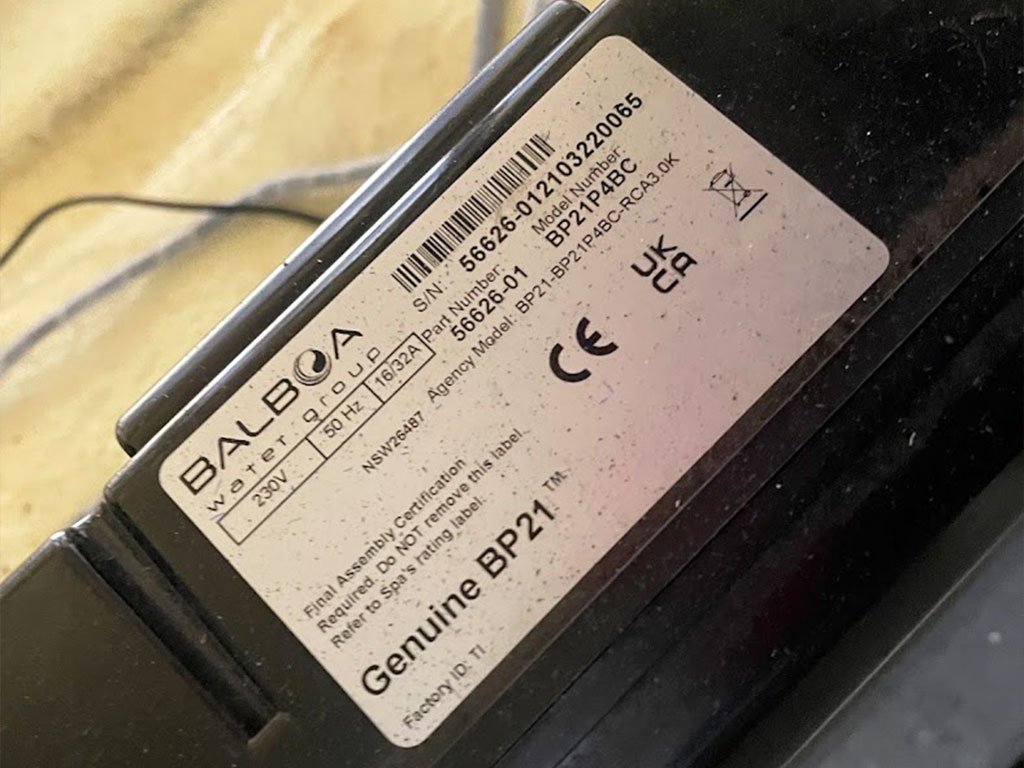 BALBOA
water group
230V 50 Hz 16/32A
S/N 56626-012103220065
Part Number: Model Number:
56626-01 BP21P4BC
NSW26487 Agency Model: BP21-BP21P4BC-RCA3.0K
CE
UK
CA
Final Assembly Certification
Required. Do NOT remove this label.
Refer to Spa's rating label.
Genuine BP21™
Factory ID: TI